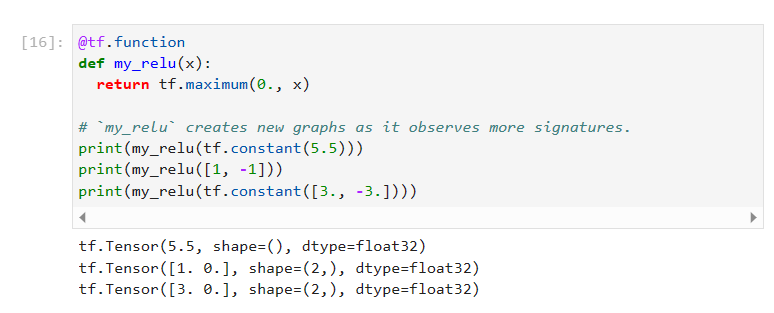 [16]: @tf.function
def my_relu(x):
  return tf.maximum(0., x)
# `my_relu` creates new graphs as it observes more signatures.
print(my_relu(tf.constant(5.5)))
print(my_relu([1, -1]))
print(my_relu(tf.constant([3., -3.])))
tf.Tensor(5.5, shape=(), dtype=float32)
tf.Tensor([1. 0.], shape=(2,), dtype=float32)
tf.Tensor([3. 0.], shape=(2,), dtype=float32)